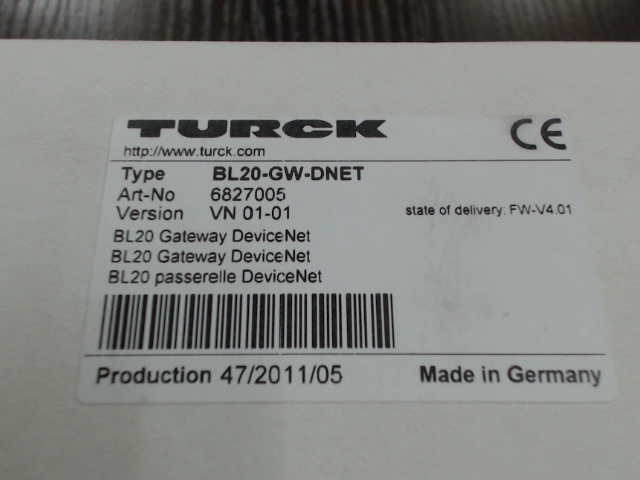 TURCK
CE
http://www.turck.com
Type BL20-GW-DNET
Art-No 6827005
Version VN 01-01 state of delivery: FW-V4.01
BL20 Gateway DeviceNet
BL20 Gateway DeviceNet
BL20 passerelle DeviceNet
Production 47/2011/05 Made in Germany